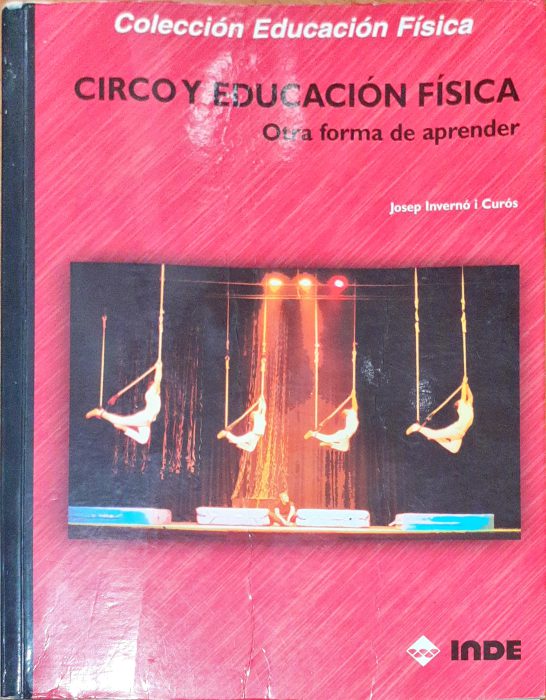 Colección Educación Física
CIRCO Y EDUCACIÓN FÍSICA
Otra forma de aprender
Josep Invernó i Curós
INDE